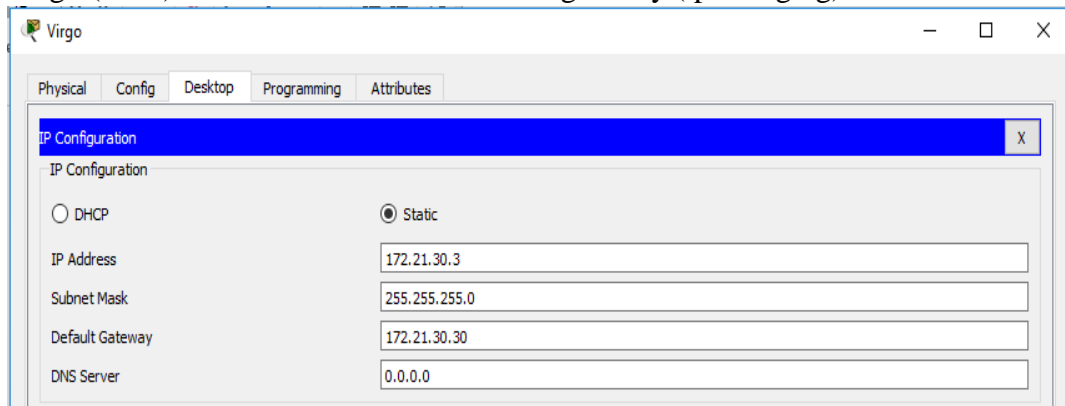 Virgo
Physical Config Desktop Programming Attributes
IP Configuration X
IP Configuration
DHCP Static
IP Address 172.21.30.3
Subnet Mask 255.255.255.0
Default Gateway 172.21.30.30
DNS Server 0.0.0.0